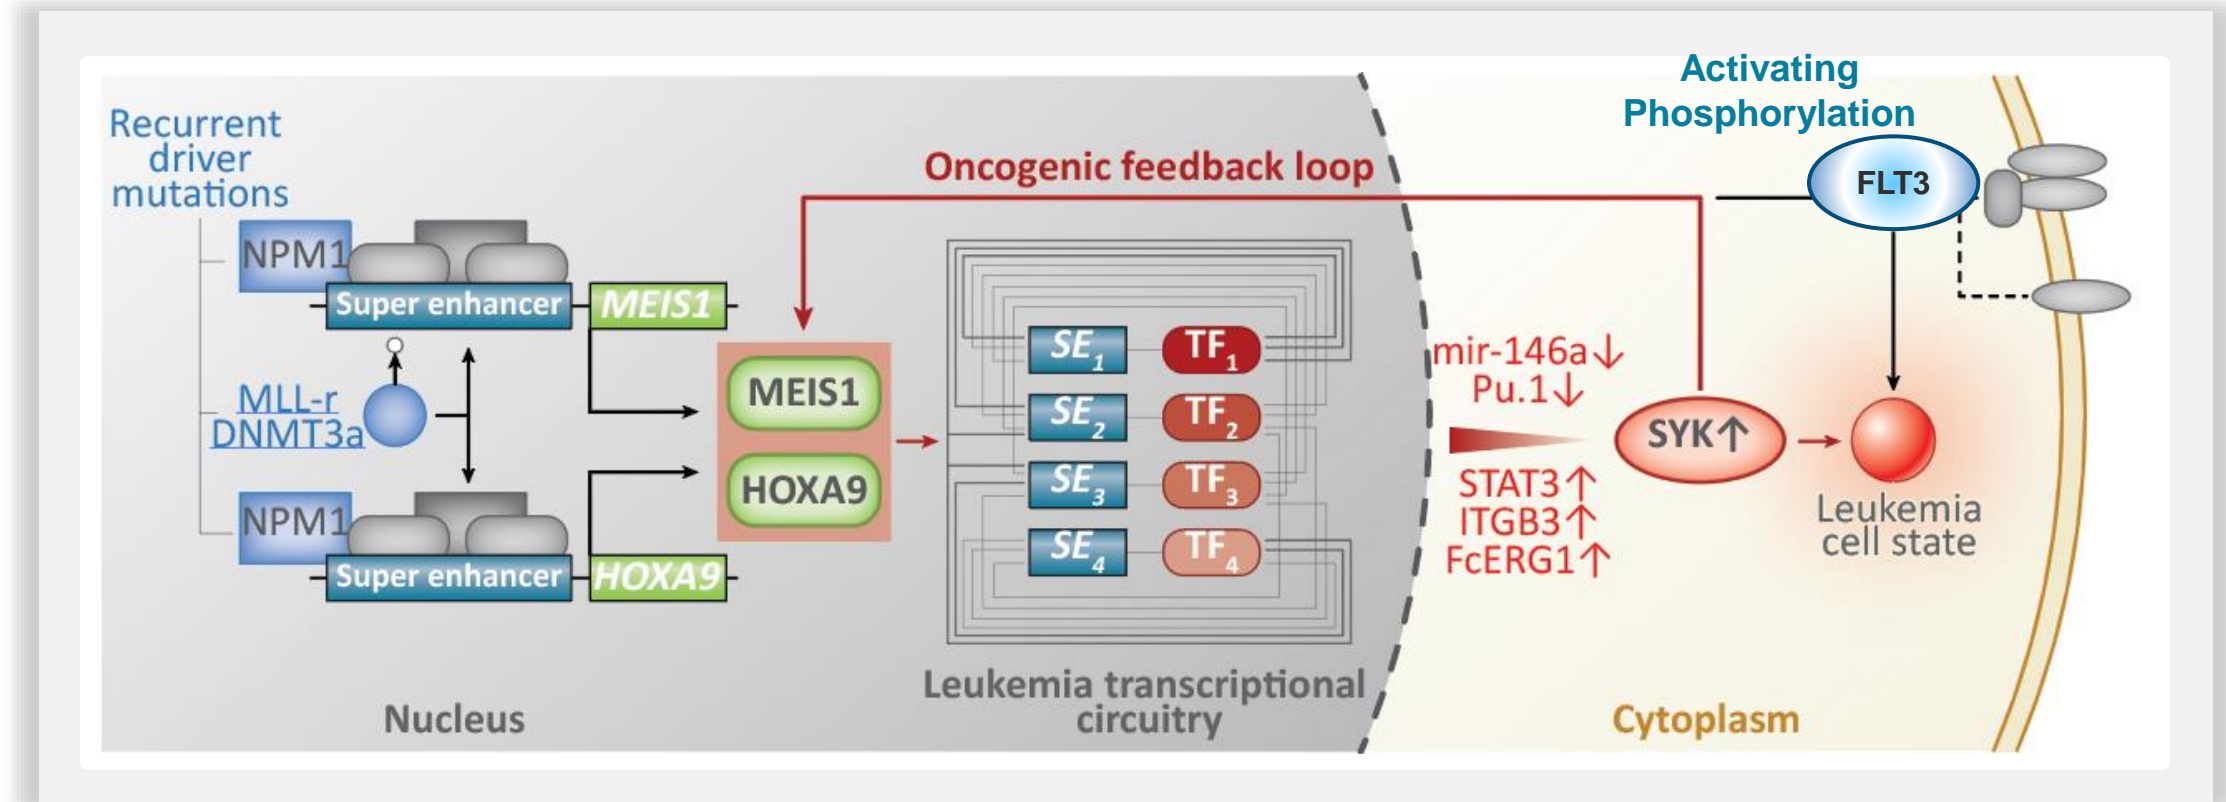 Activating
Phosphorylation
Recurrent
driver
mutations
Oncogenic feedback loop
FLT3
NPM1
Super enhancer
MEIS1
SE1
TF1
mir-146a↓
Pu.1↓
MLL-r
DNMT3a
MEIS1
SE2
TF2
SYK↑
HOXA9
SE3
TF3
STAT3↑
ITGB3↑
FcERG1↑
Leukemia
cell state
NPM1
SE4
TF4
Super enhancer
HOXA9
Leukemia transcriptional
circuitry
Nucleus
Cytoplasm